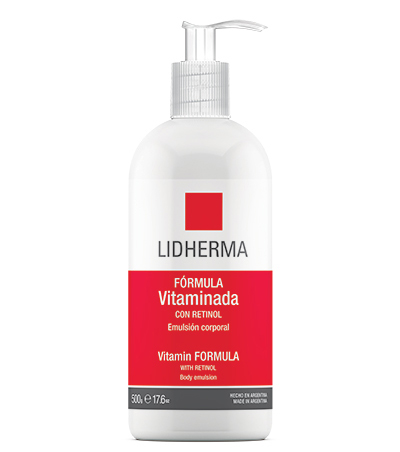 LIDHERMA
FÓRMULA
Vitaminada
CON RETINOL
Emulsión corporal
Vitamin FORMULA
WITH RETINOL
Body emulsion
500g ℮ 17.6oz
HECHO EN ARGENTINA
MADE IN ARGENTINA